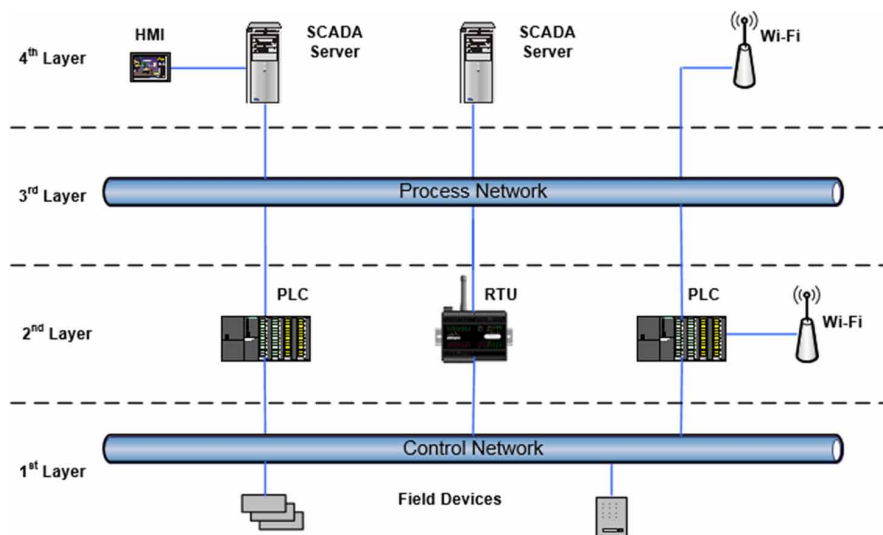 HMI
SCADA
Server
SCADA
Server
Wi-Fi
4th Layer
Process Network
3rd Layer
PLC
RTU
PLC
2nd Layer
Wi-Fi
Control Network
1st Layer
Field Devices